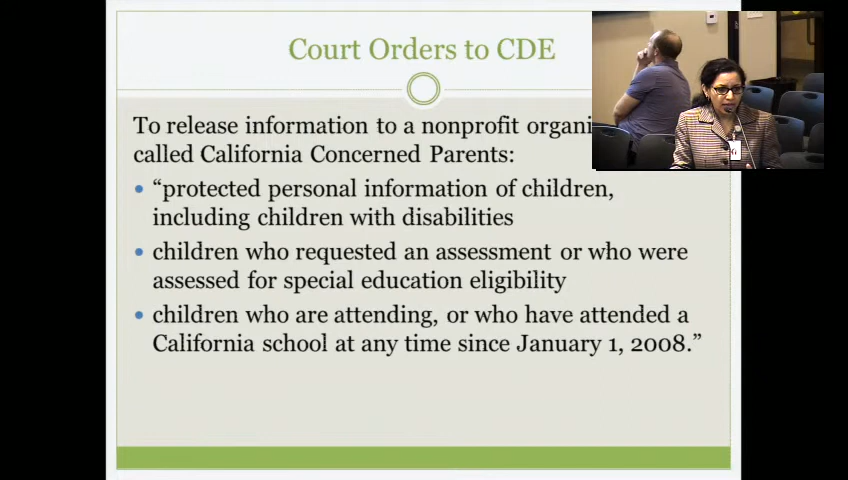 Court Orders to CDE
To release information to a nonprofit organi
called California Concerned Parents:
• “protected personal information of children,
including children with disabilities
• children who requested an assessment or who were
assessed for special education eligibility
• children who are attending, or who have attended a
California school at any time since January 1, 2008.”